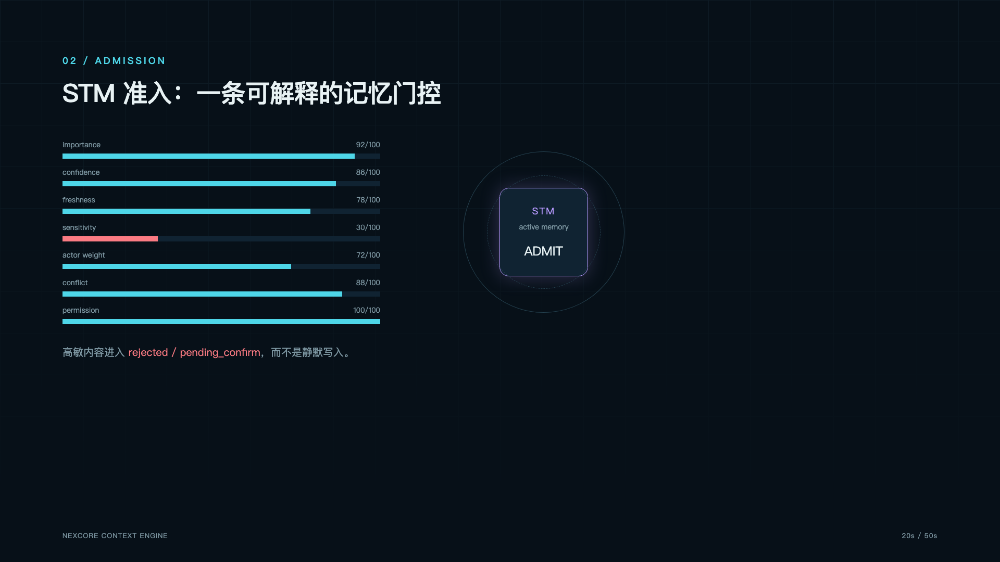 02 / ADMISSION
STM 准入：一条可解释的记忆门控
importance 92/100
confidence 86/100
freshness 78/100
sensitivity 30/100
actor weight 72/100
conflict 88/100
permission 100/100
高敏内容进入 rejected / pending_confirm，而不是静默写入。
STM
active memory
ADMIT
NEXCORE CONTEXT ENGINE
20s / 50s